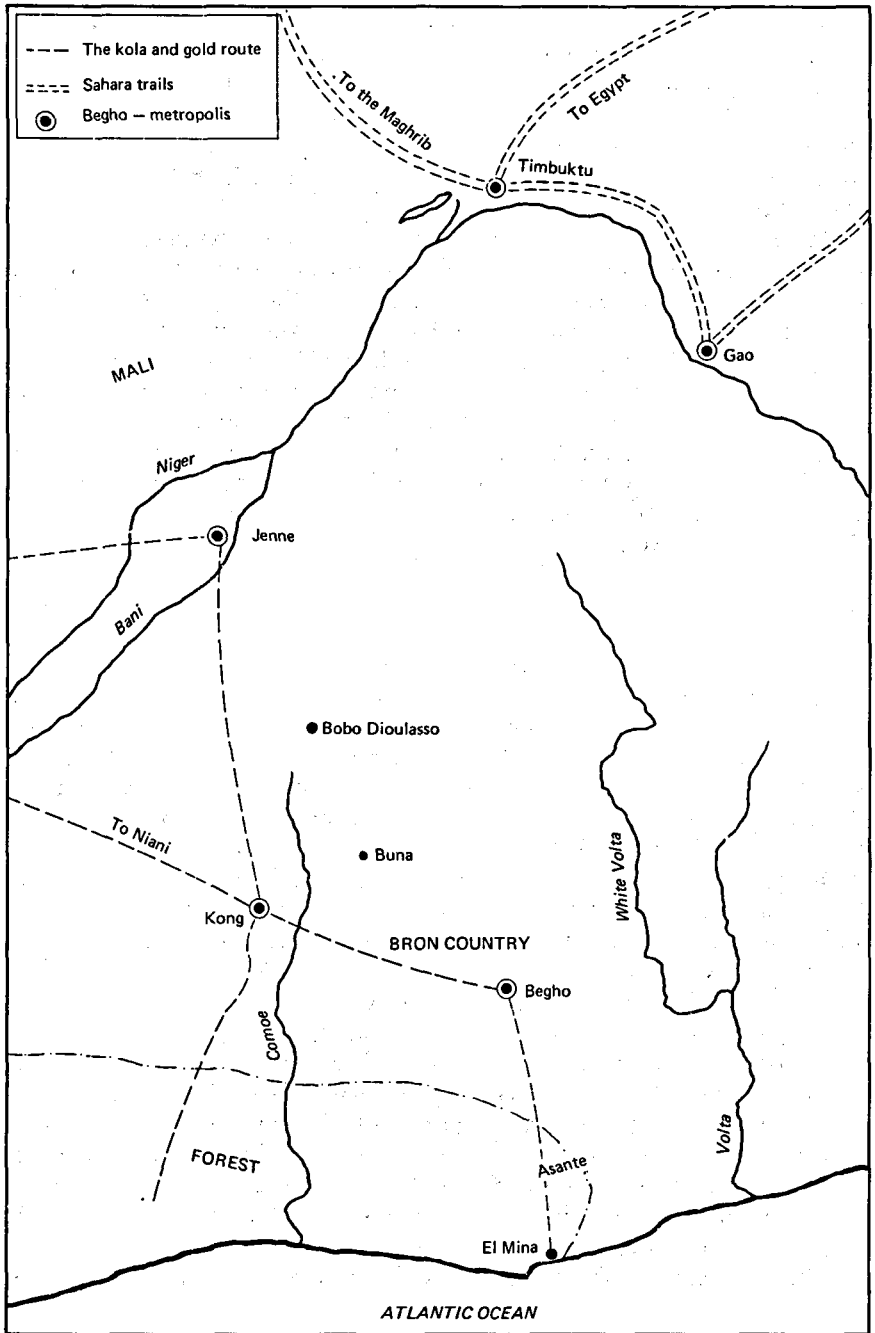 The kola and gold route
Sahara trails
Begho – metropolis
To the Maghrib
To Egypt
Timbuktu
Gao
MALI
Niger
Jenne
Bani
Bobo Dioulasso
To Niani
Buna
White Volta
Kong
BRON COUNTRY
Begho
Comoe
Volta
FOREST
Asante
El Mina
ATLANTIC OCEAN